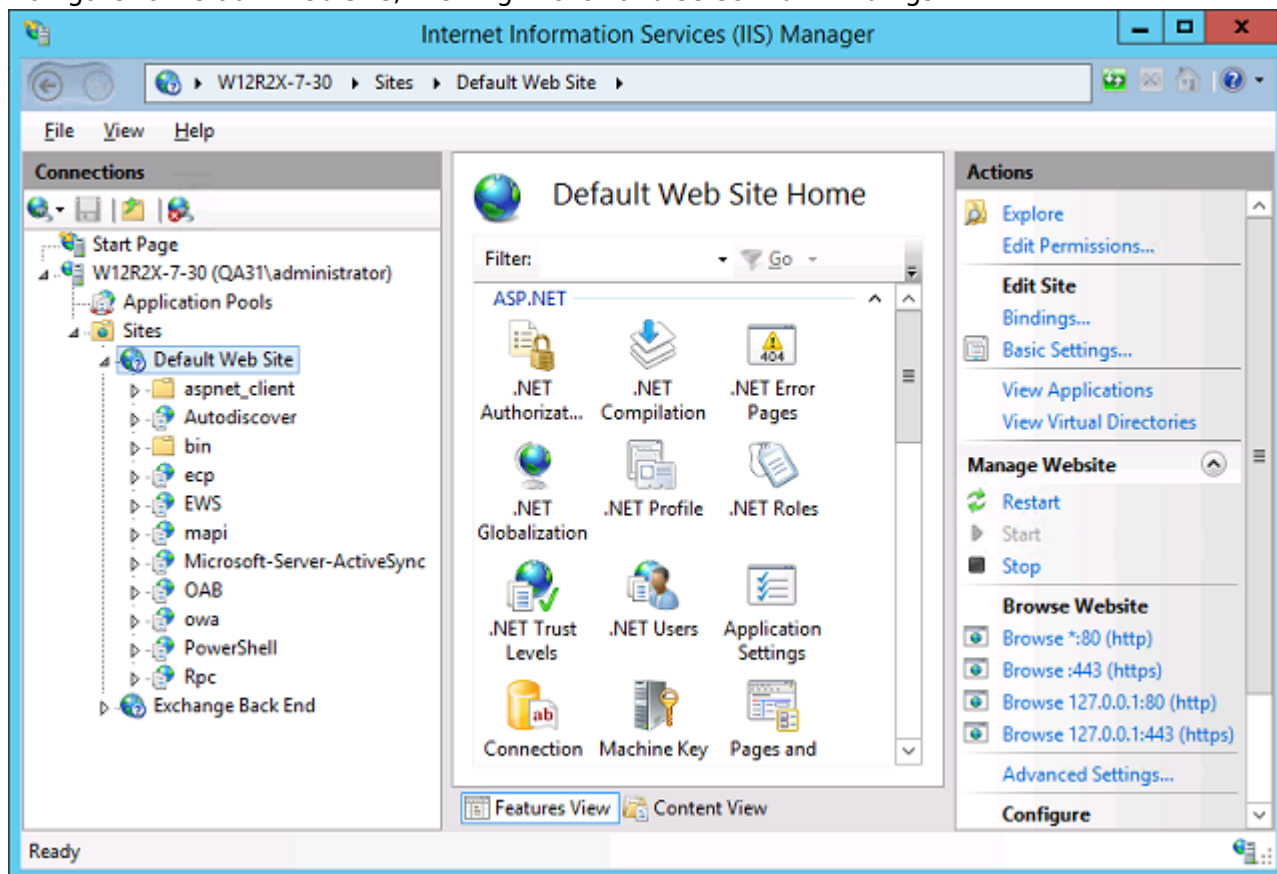 Internet Information Services (IIS) Manager
W12R2X-7-30 Sites Default Web Site
File View Help
Connections
Start Page
W12R2X-7-30 (QA31\administrator)
Application Pools
Sites
Default Web Site
aspnet_client
Autodiscover
bin
ecp
EWS
mapi
Microsoft-Server-ActiveSync
OAB
owa
PowerShell
Rpc
Exchange Back End
Default Web Site Home
Filter: Go
ASP.NET
.NET Authorizat...
.NET Compilation
404
.NET Error Pages
.NET Globalization
.NET Profile
.NET Roles
.NET Trust Levels
.NET Users
Application Settings
ab
Connection
Machine Key
Pages and
Features View
Content View
Actions
Explore
Edit Permissions...
Edit Site
Bindings...
Basic Settings...
View Applications
View Virtual Directories
Manage Website
Restart
Start
Stop
Browse Website
Browse *:80 (http)
Browse :443 (https)
Browse 127.0.0.1:80 (http)
Browse 127.0.0.1:443 (https)
Advanced Settings...
Configure
Ready